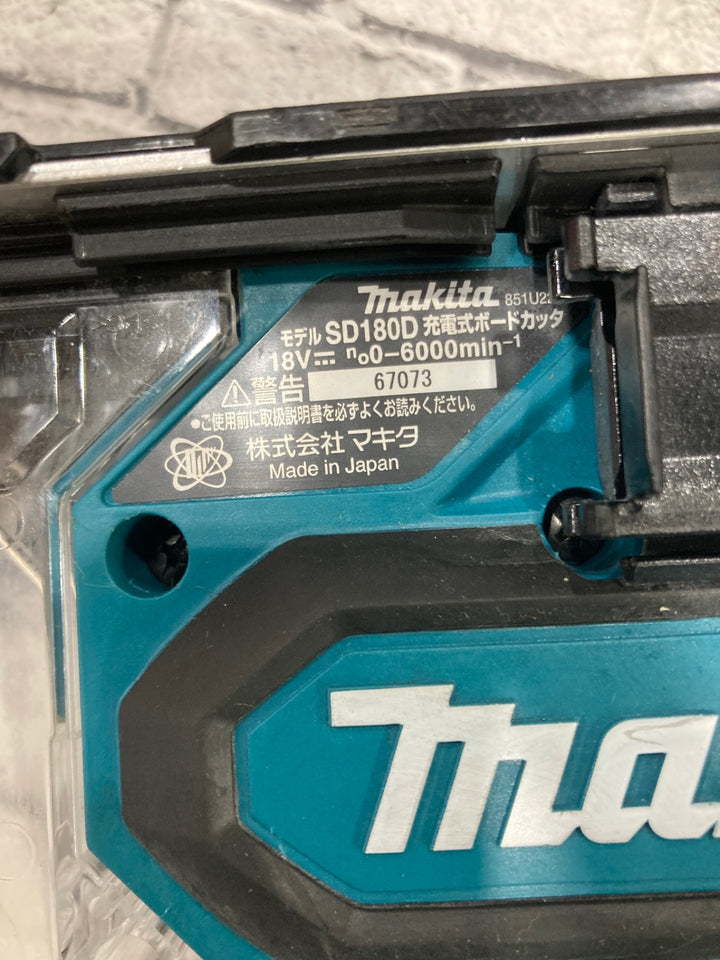 makita
モデル SD180D 充電式ボードカッタ
18V⎓ n₀0-6000min⁻¹
⚠警告 67073
●ご使用前に取扱説明書を必ずよくお読みください。
株式会社 マキタ
Made in Japan